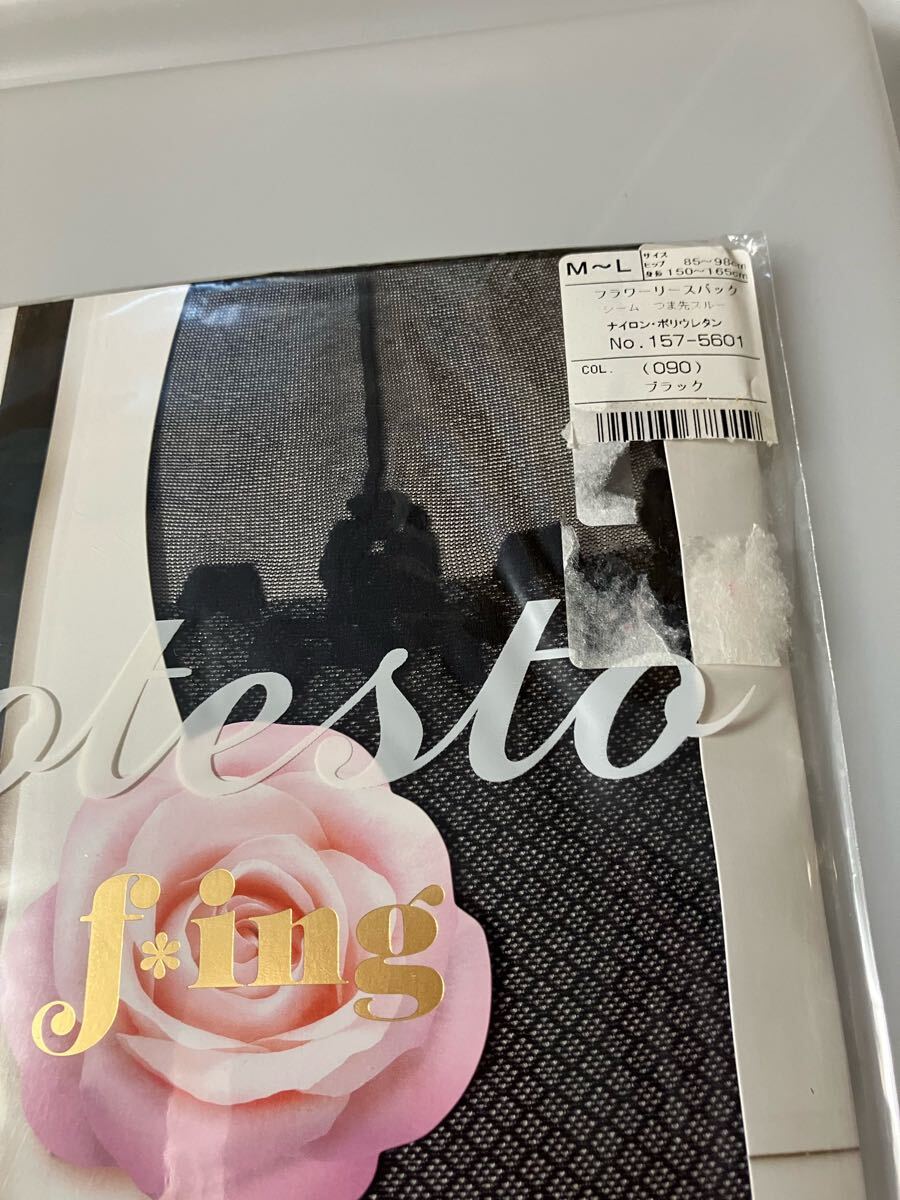 M～L
サイズ
ヒップ 85～98cm
身長 150～165cm
フラワーリースバック
シーム つま先スルー
ナイロン・ポリウレタン
No.157-5601
COL. (090)
ブラック
otesto
f*ing